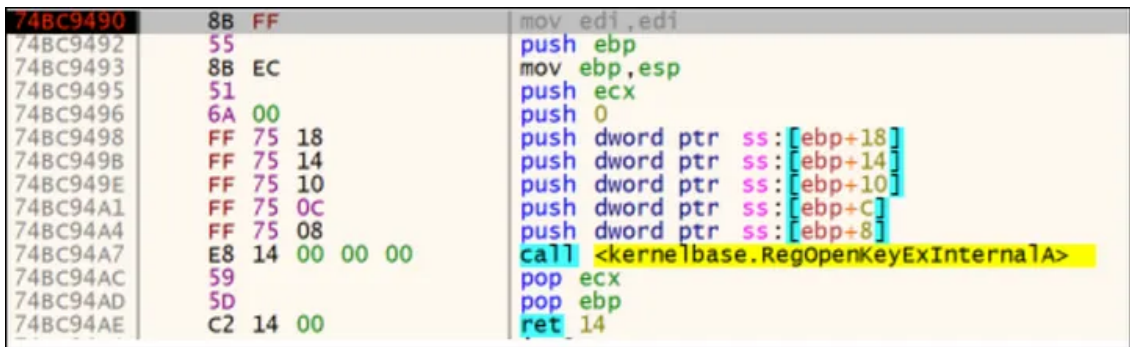 74BC9490 8B FF mov edi,edi
74BC9492 55 push ebp
74BC9493 8B EC mov ebp,esp
74BC9495 51 push ecx
74BC9496 6A 00 push 0
74BC9498 FF 75 18 push dword ptr ss:[ebp+18]
74BC949B FF 75 14 push dword ptr ss:[ebp+14]
74BC949E FF 75 10 push dword ptr ss:[ebp+10]
74BC94A1 FF 75 0C push dword ptr ss:[ebp+C]
74BC94A4 FF 75 08 push dword ptr ss:[ebp+8]
74BC94A7 E8 14 00 00 00 call <kernelbase.RegOpenKeyExInternalA>
74BC94AC 59 pop ecx
74BC94AD 5D pop ebp
74BC94AE C2 14 00 ret 14